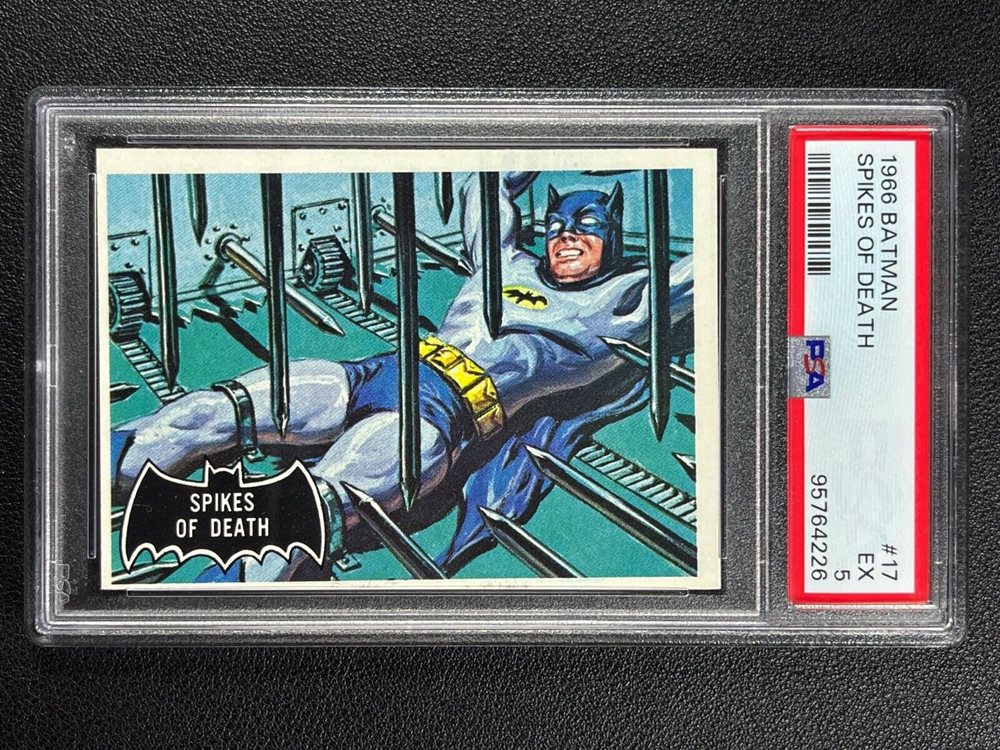 SPIKES
OF DEATH
1966 BATMAN
SPIKES OF DEATH
PSA
#17
EX
5
95764226